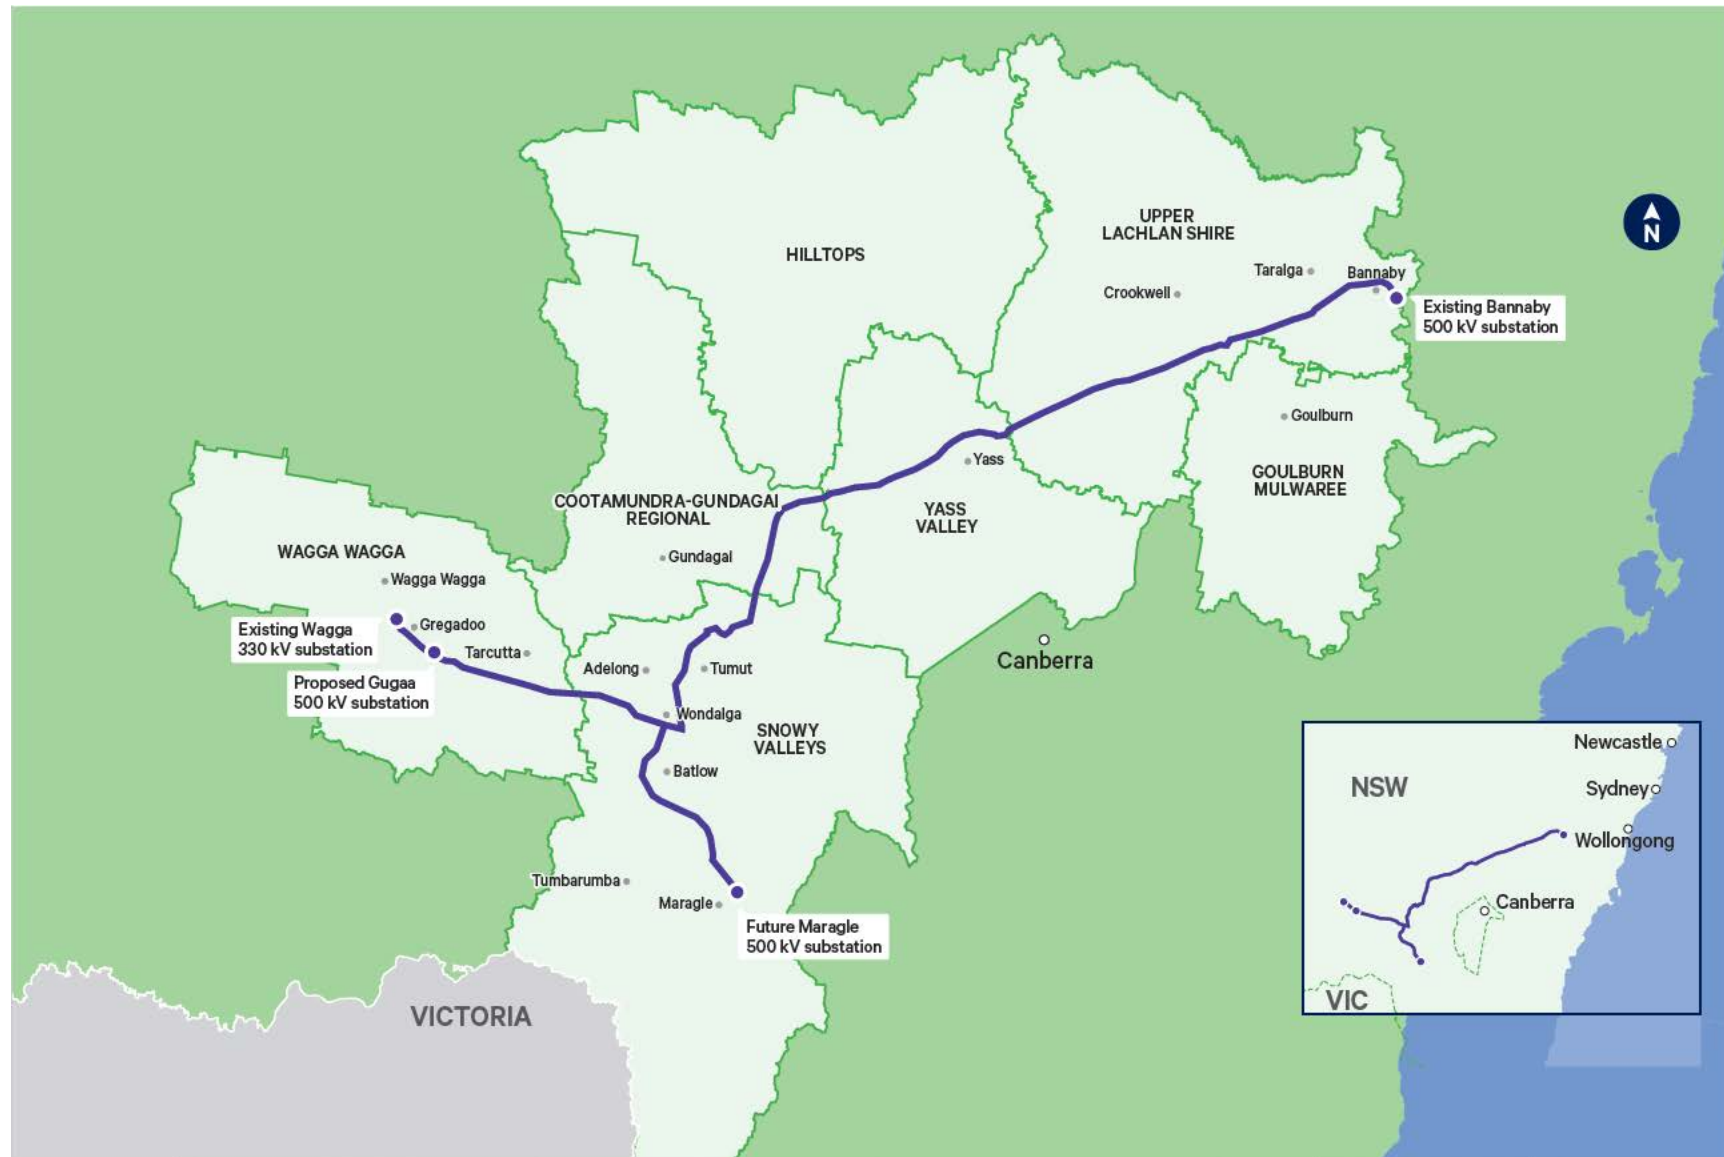 N
HILLTOPS
UPPER
LACHLAN SHIRE
Taralga
Bannaby
Crookwell
Existing Bannaby
500 kV substation
Goulburn
GOULBURN
MULWAREE
Yass
YASS
VALLEY
COOTAMUNDRA-GUNDAGAI
REGIONAL
Gundagai
WAGGA WAGGA
Wagga Wagga
Existing Wagga
330 kV substation
Gregadoo
Tarcutta
Proposed Gugaa
500 kV substation
Adelong
Tumut
Wondalga
SNOWY
VALLEYS
Batlow
Canberra
Tumbarumba
Maragle
Future Maragle
500 kV substation
VICTORIA
Newcastle
NSW
Sydney
Wollongong
Canberra
VIC